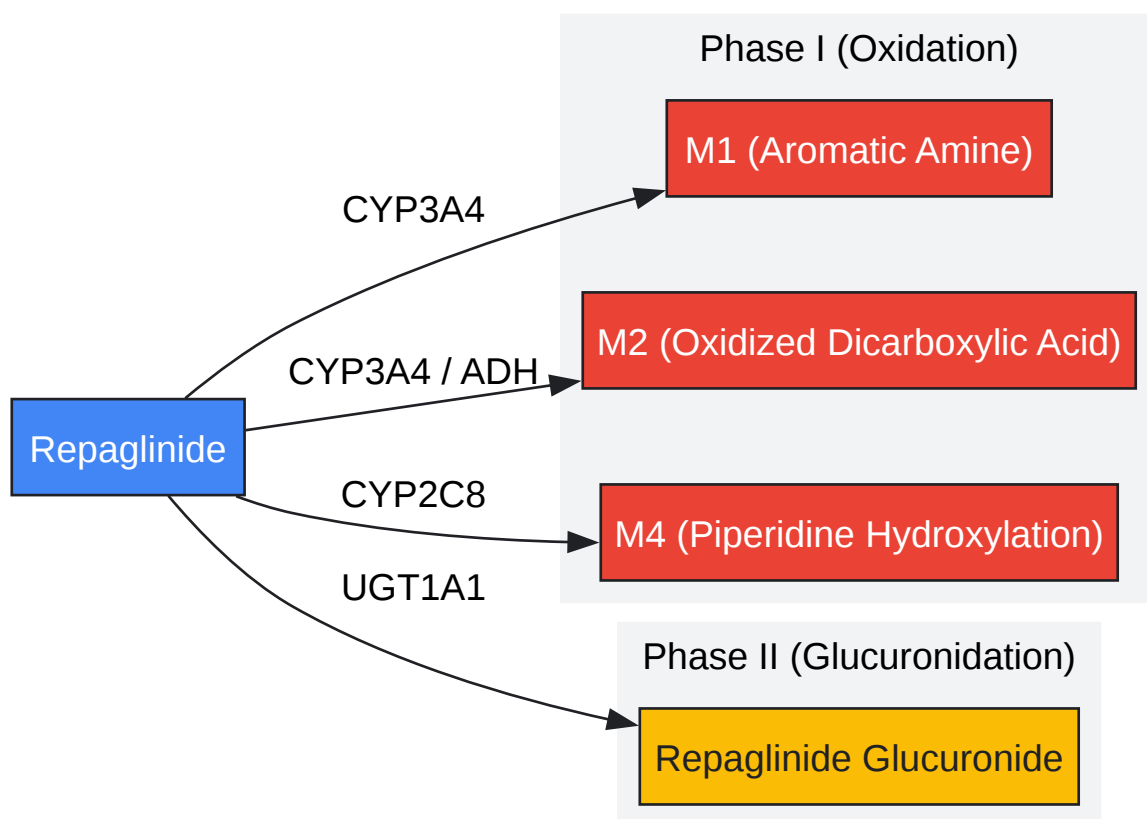 Phase I (Oxidation)
M1 (Aromatic Amine)
CYP3A4
M2 (Oxidized Dicarboxylic Acid)
CYP3A4 / ADH
Repaglinide
CYP2C8
M4 (Piperidine Hydroxylation)
UGT1A1
Phase II (Glucuronidation)
Repaglinide Glucuronide